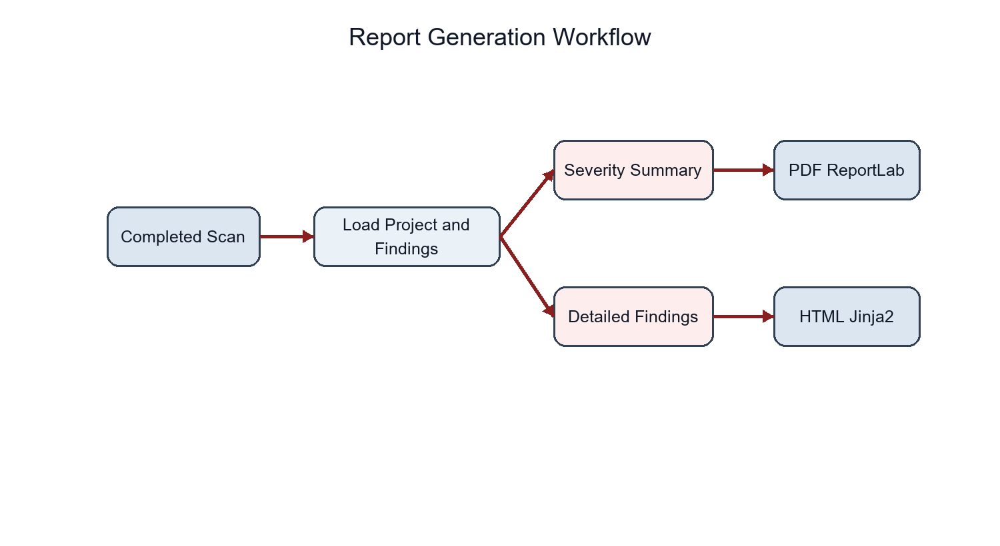 Report Generation Workflow
Completed Scan
Load Project and
Findings
Severity Summary
PDF ReportLab
Detailed Findings
HTML Jinja2